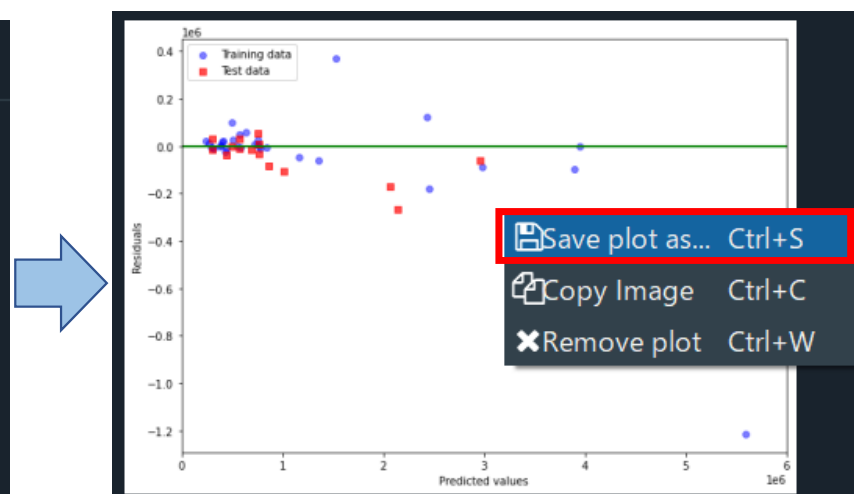 1e6
Training data
Test data
0.4
0.2
0.0
−0.2
−0.4
−0.6
−0.8
−1.0
−1.2
Residuals
0 1 2 3 4 5 6
1e6
Predicted values
Save plot as... Ctrl+S
Copy Image Ctrl+C
Remove plot Ctrl+W